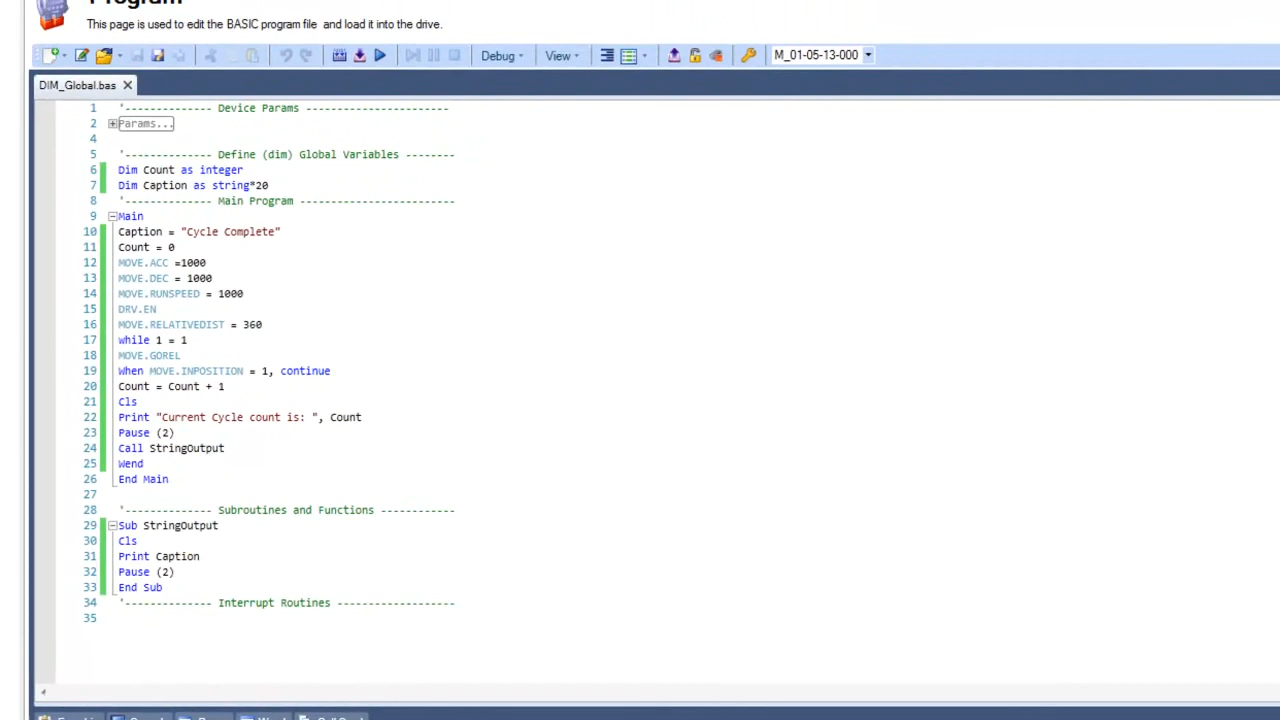 Program
This page is used to edit the BASIC program file and load it into the drive.
Debug View M_01-05-13-000
DIM_Global.bas
1 '-------------- Device Params -----------------------
2 Params...
4
5 '-------------- Define (dim) Global Variables --------
6 Dim Count as integer
7 Dim Caption as string*20
8 '-------------- Main Program -------------------------
9 Main
10 Caption = "Cycle Complete"
11 Count = 0
12 MOVE.ACC =1000
13 MOVE.DEC = 1000
14 MOVE.RUNSPEED = 1000
15 DRV.EN
16 MOVE.RELATIVEDIST = 360
17 while 1 = 1
18 MOVE.GOREL
19 When MOVE.INPOSITION = 1, continue
20 Count = Count + 1
21 Cls
22 Print "Current Cycle count is: ", Count
23 Pause (2)
24 Call StringOutput
25 Wend
26 End Main
27
28 '-------------- Subroutines and Functions ------------
29 Sub StringOutput
30 Cls
31 Print Caption
32 Pause (2)
33 End Sub
34 '-------------- Interrupt Routines -------------------
35